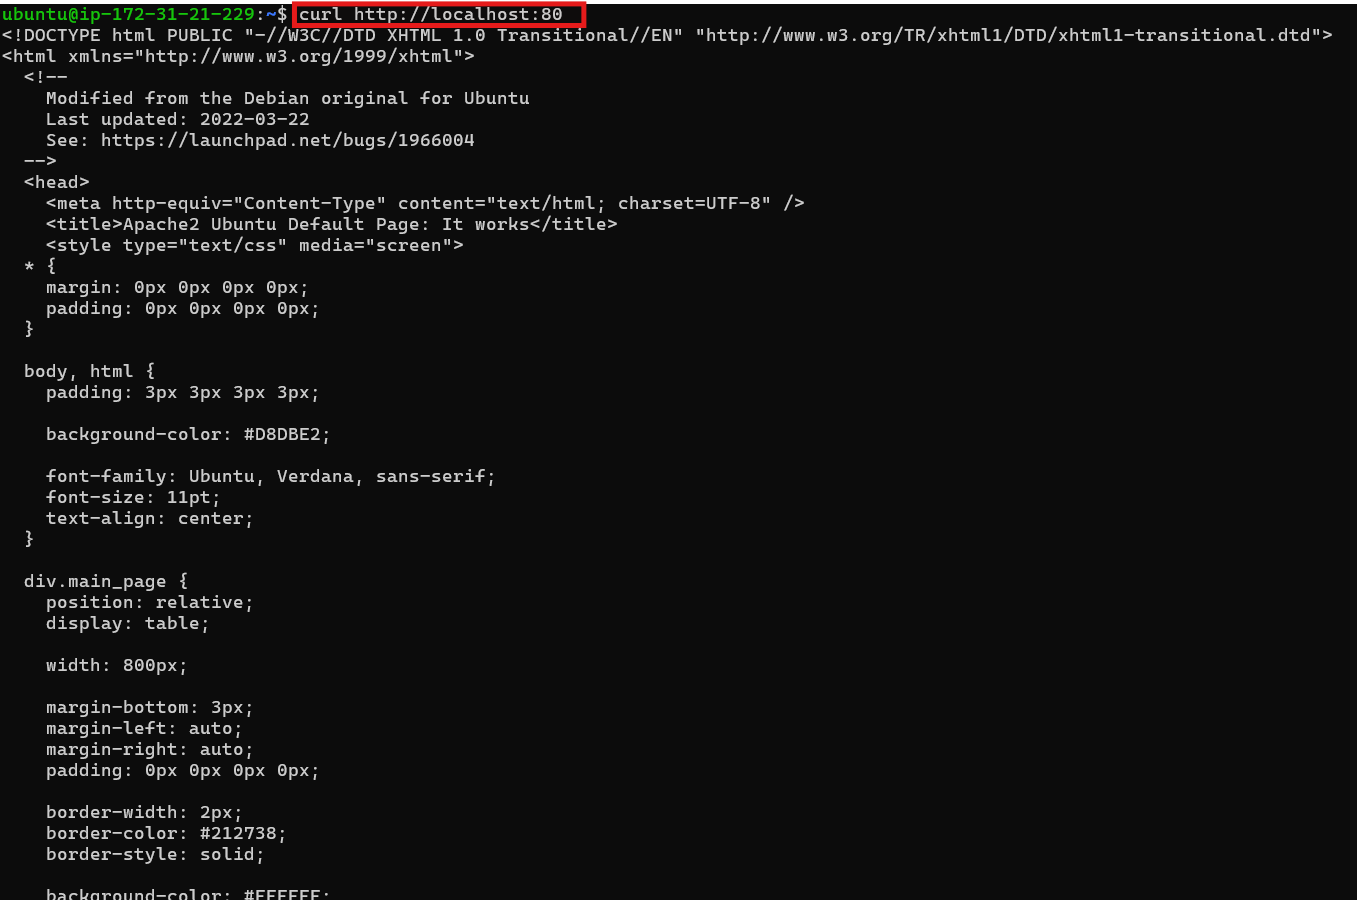 ubuntu@ip-172-31-21-229:~$ curl http://localhost:80
<!DOCTYPE html PUBLIC "-//W3C//DTD XHTML 1.0 Transitional//EN" "http://www.w3.org/TR/xhtml1/DTD/xhtml1-transitional.dtd">
<html xmlns="http://www.w3.org/1999/xhtml">
  <!--
    Modified from the Debian original for Ubuntu
    Last updated: 2022-03-22
    See: https://launchpad.net/bugs/1966004
  -->
  <head>
    <meta http-equiv="Content-Type" content="text/html; charset=UTF-8" />
    <title>Apache2 Ubuntu Default Page: It works</title>
    <style type="text/css" media="screen">
  * {
    margin: 0px 0px 0px 0px;
    padding: 0px 0px 0px 0px;
  }

  body, html {
    padding: 3px 3px 3px 3px;

    background-color: #D8DBE2;

    font-family: Ubuntu, Verdana, sans-serif;
    font-size: 11pt;
    text-align: center;
  }

  div.main_page {
    position: relative;
    display: table;

    width: 800px;

    margin-bottom: 3px;
    margin-left: auto;
    margin-right: auto;
    padding: 0px 0px 0px 0px;

    border-width: 2px;
    border-color: #212738;
    border-style: solid;

    background-color: #FFFFFF;